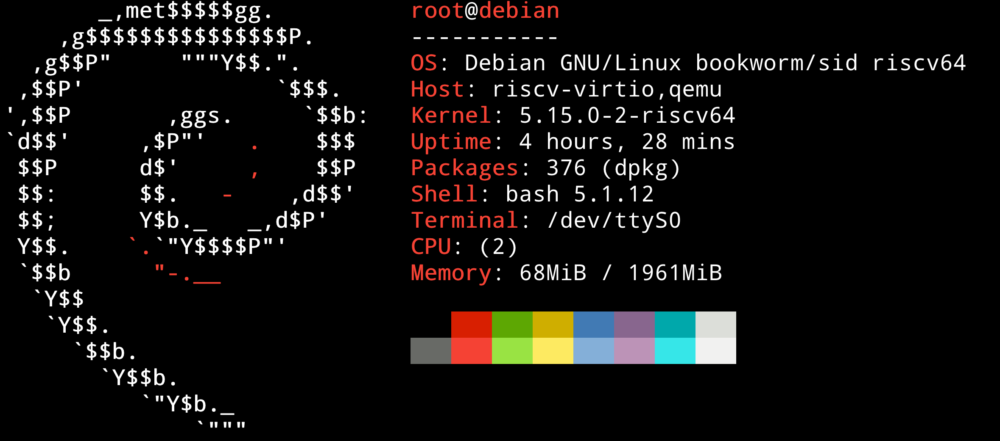 _,met$$$$$gg.          root@debian
    ,g$$$$$$$$$$$$$$$P.       -----------
  ,g$$P"     """Y$$.".        OS: Debian GNU/Linux bookworm/sid riscv64
 ,$$P'              `$$$.     Host: riscv-virtio,qemu
',$$P       ,ggs.     `$$b:   Kernel: 5.15.0-2-riscv64
`d$$'     ,$P"'   .    $$$    Uptime: 4 hours, 28 mins
 $$P      d$'     ,    $$P    Packages: 376 (dpkg)
 $$:      $$.   -    ,d$$'    Shell: bash 5.1.12
 $$;      Y$b._   _,d$P'      Terminal: /dev/ttyS0
 Y$$.    `.`"Y$$$$P"'         CPU: (2)
 `$$b      "-.__              Memory: 68MiB / 1961MiB
  `Y$$
   `Y$$.
     `$$b.
       `Y$$b.
          `"Y$b._
              `"""